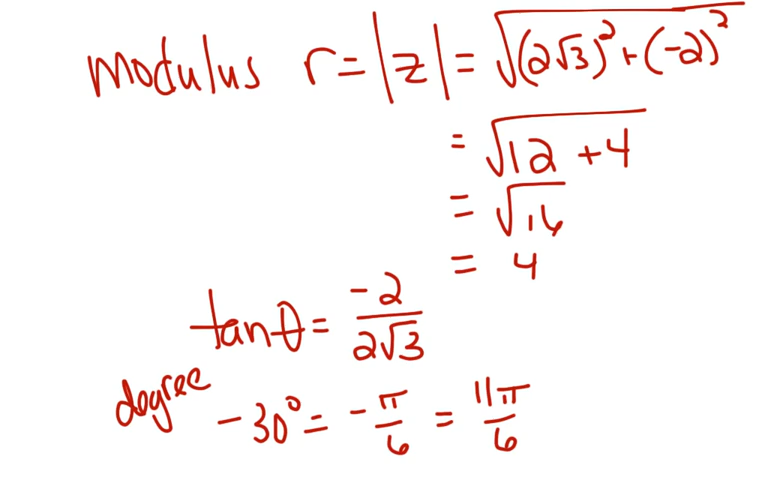 modulus r = |z| = √((2√3)² + (-2)²)
= √(12 + 4)
= √16
= 4
tanθ = -2/(2√3)
degree -30° = -π/6 = 11π/6